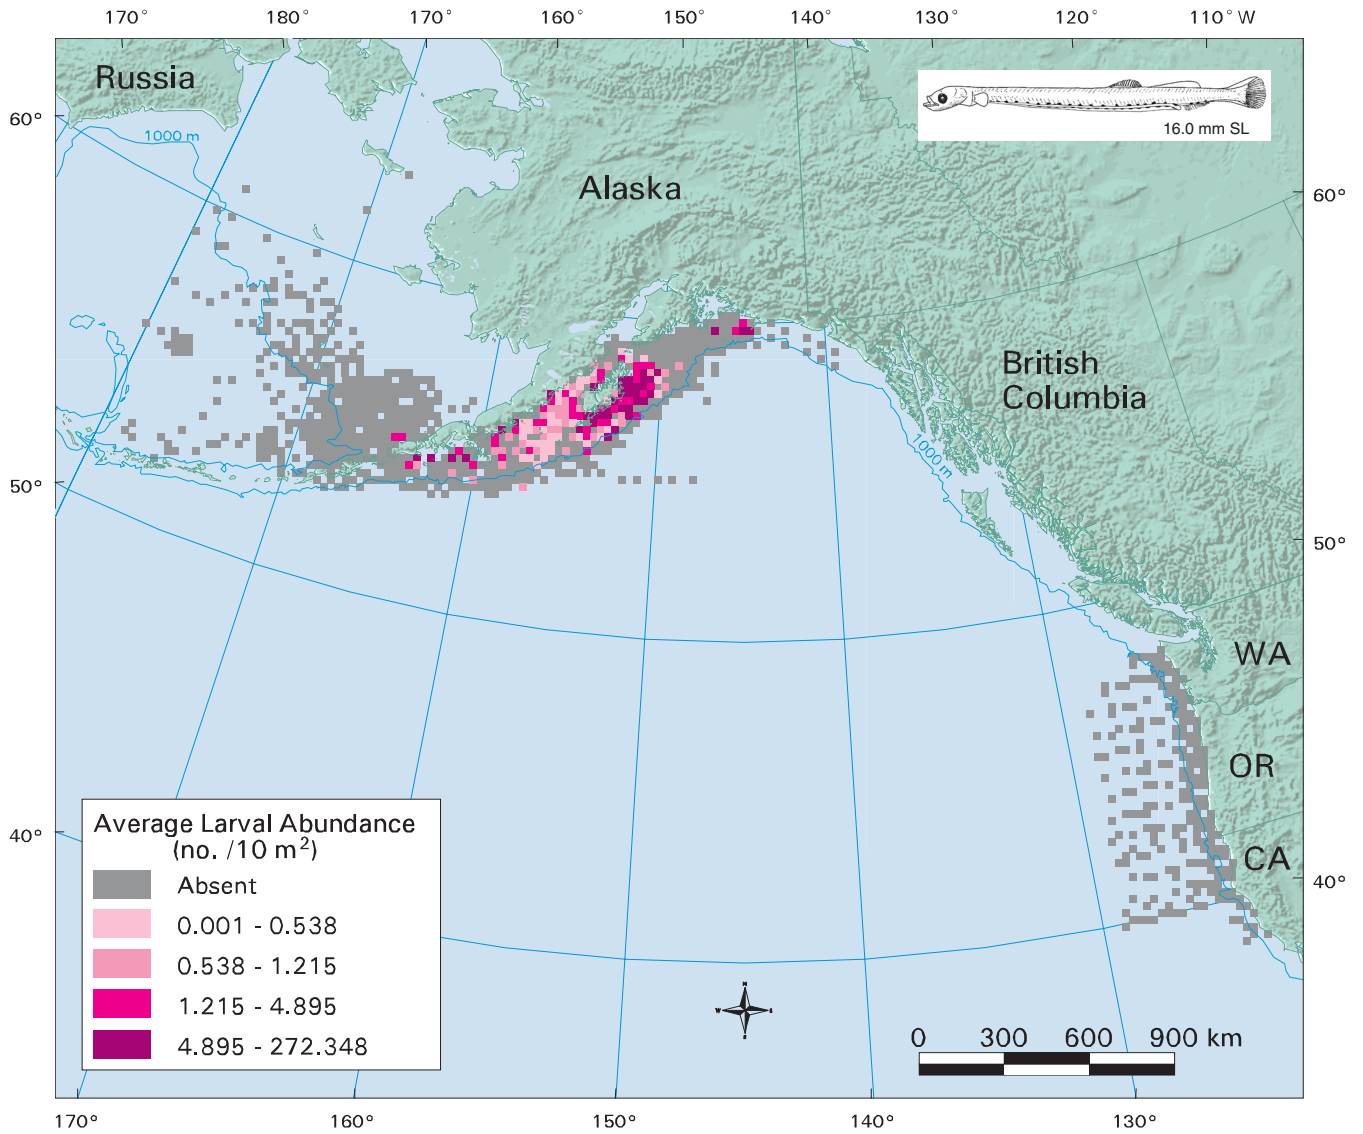 170° 180° 170° 160° 150° 140° 130° 120° 110° W
Russia
60°
1000 m
16.0 mm SL
Alaska
60°
British
Columbia
1000 m
50°
50°
WA
OR
CA
40°
40°
Average Larval Abundance
(no. /10 m²)
Absent
0.001 - 0.538
0.538 - 1.215
1.215 - 4.895
4.895 - 272.348
N
W
S
0 300 600 900 km
170° 160° 150° 140° 130°